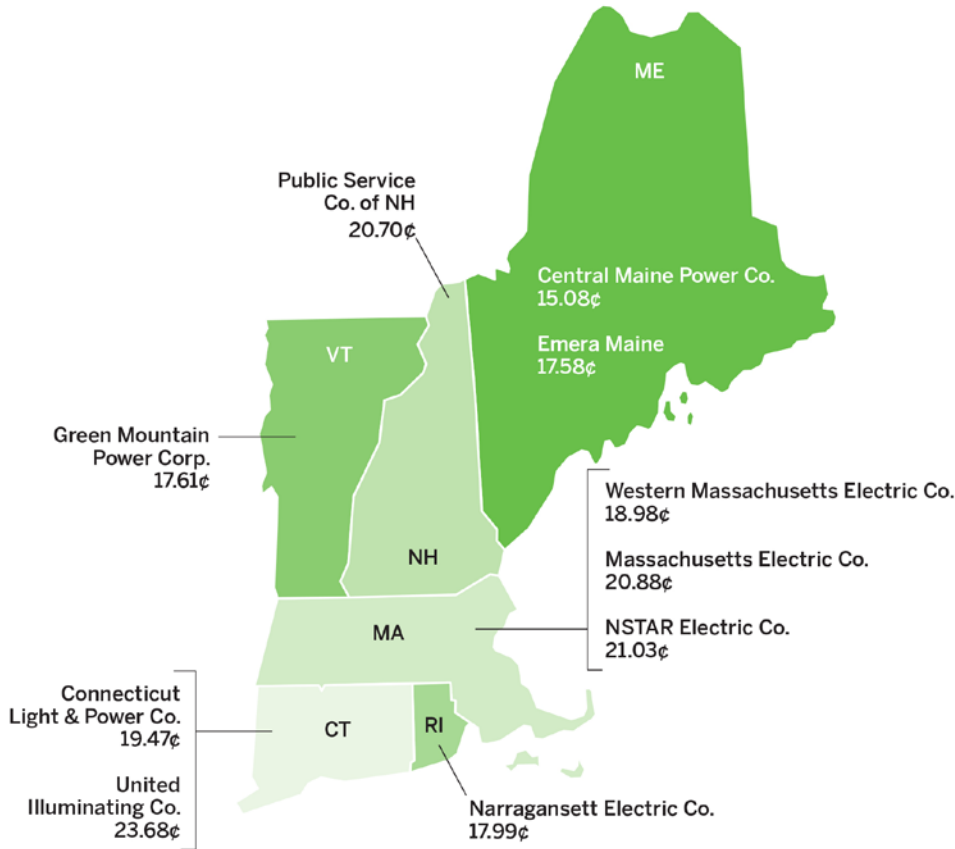 ME
Public Service
Co. of NH
20.70¢
Central Maine Power Co.
15.08¢
Emera Maine
17.58¢
VT
Green Mountain
Power Corp.
17.61¢
Western Massachusetts Electric Co.
18.98¢
Massachusetts Electric Co.
20.88¢
NSTAR Electric Co.
21.03¢
NH
MA
Connecticut
Light & Power Co.
19.47¢
United
Illuminating Co.
23.68¢
CT
RI
Narragansett Electric Co.
17.99¢